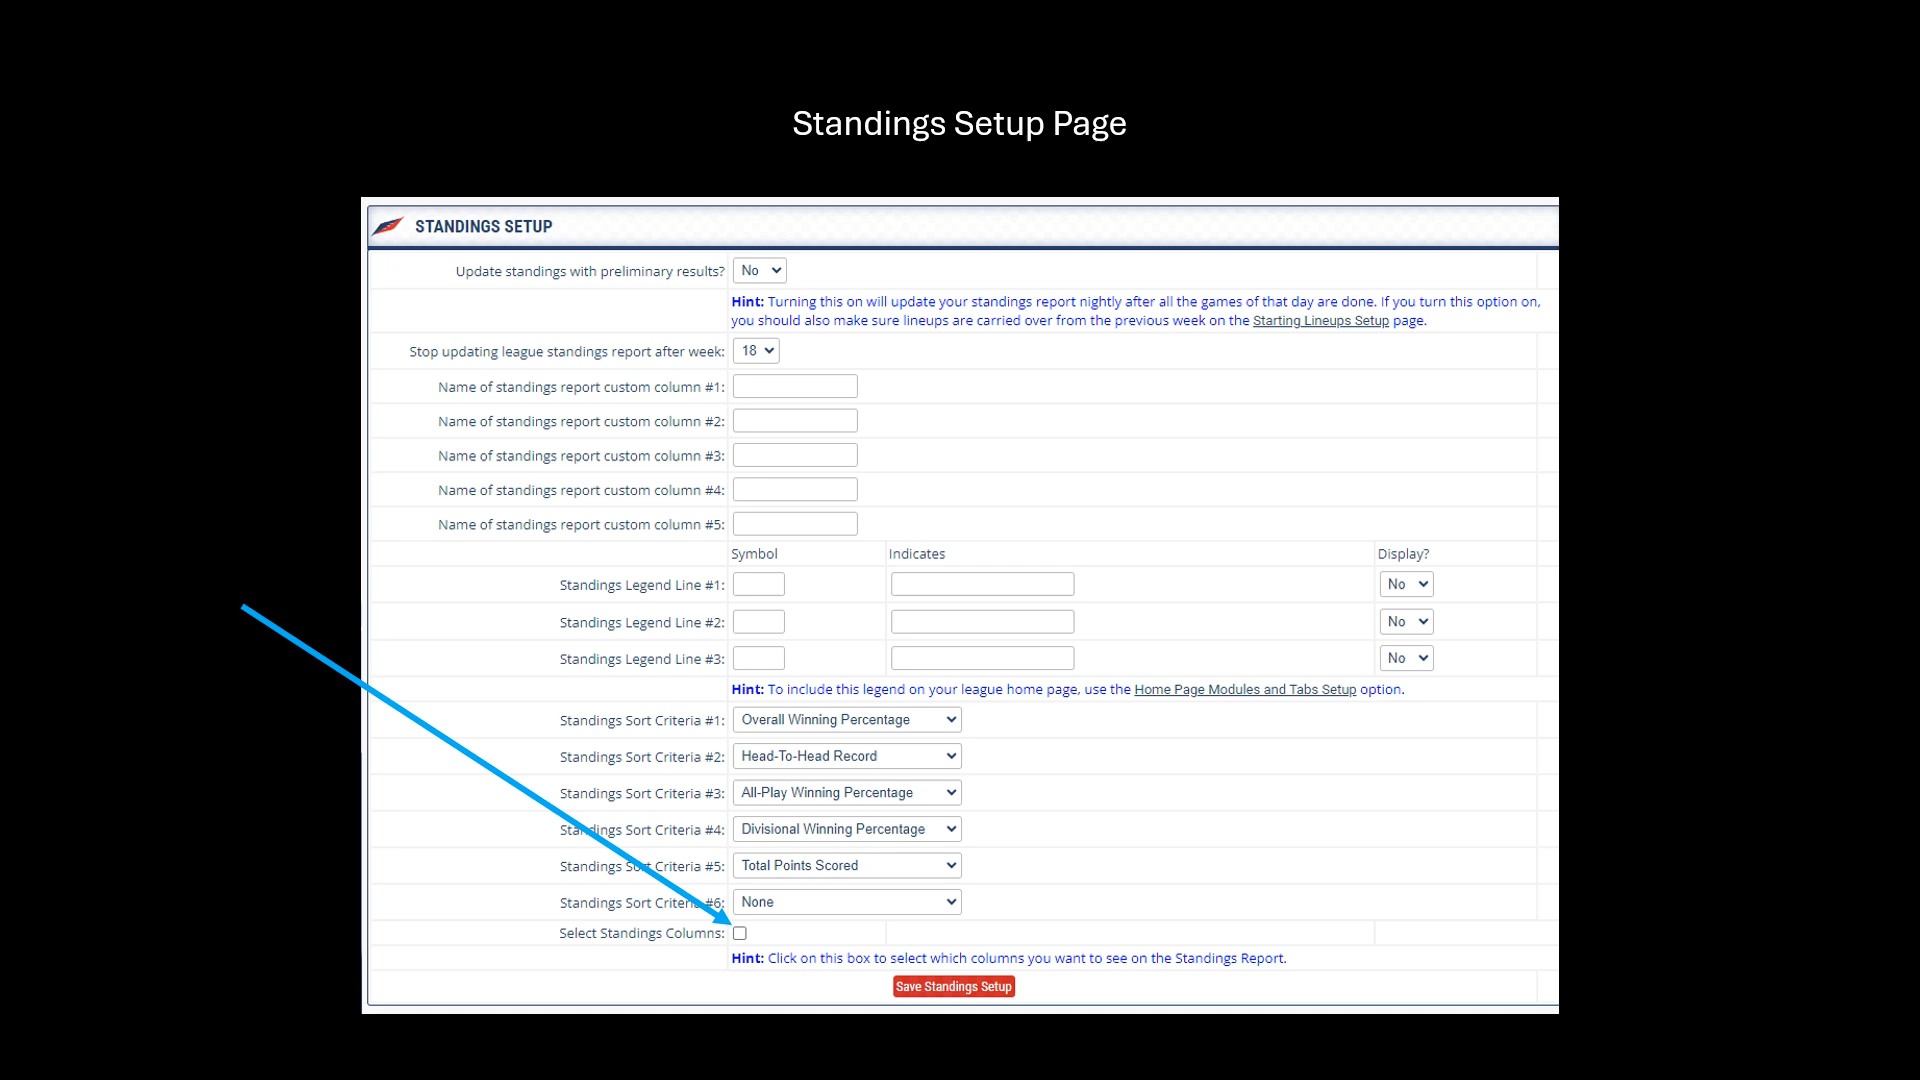 Standings Setup Page
STANDINGS SETUP
Update standings with preliminary results? No
Hint: Turning this on will update your standings report nightly after all the games of that day are done. If you turn this option on,
you should also make sure lineups are carried over from the previous week on the Starting Lineups Setup page.
Stop updating league standings report after week: 18
Name of standings report custom column #1:
Name of standings report custom column #2:
Name of standings report custom column #3:
Name of standings report custom column #4:
Name of standings report custom column #5:
Symbol Indicates Display?
Standings Legend Line #1: No
Standings Legend Line #2: No
Standings Legend Line #3: No
Hint: To include this legend on your league home page, use the Home Page Modules and Tabs Setup option.
Standings Sort Criteria #1: Overall Winning Percentage
Standings Sort Criteria #2: Head-To-Head Record
Standings Sort Criteria #3: All-Play Winning Percentage
Standings Sort Criteria #4: Divisional Winning Percentage
Standings Sort Criteria #5: Total Points Scored
Standings Sort Criteria #6: None
Select Standings Columns:
Hint: Click on this box to select which columns you want to see on the Standings Report.
Save Standings Setup